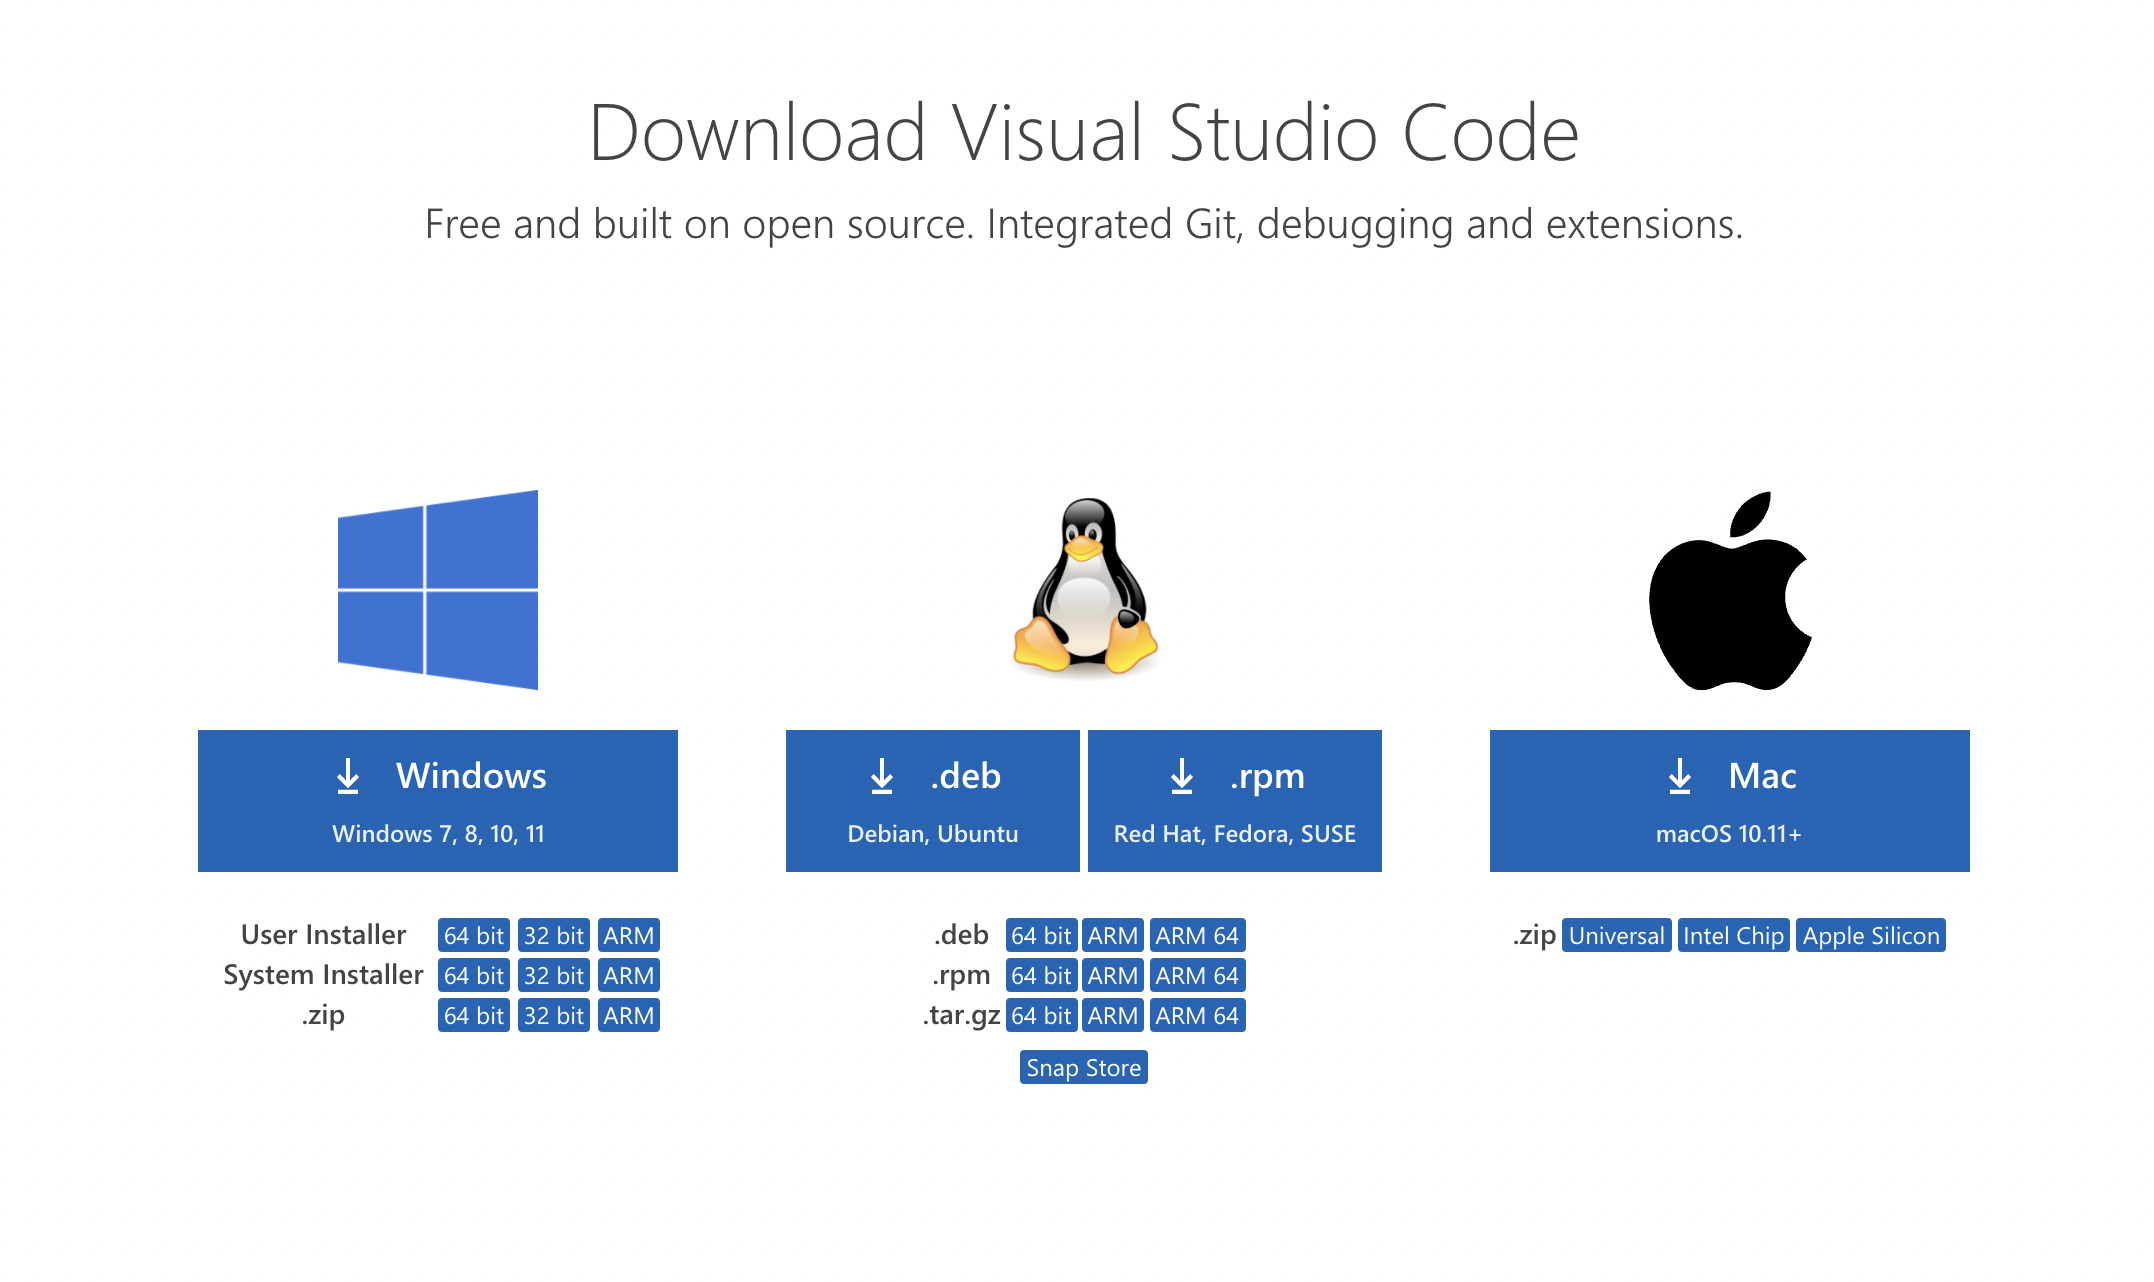 Download Visual Studio Code
Free and built on open source. Integrated Git, debugging and extensions.
Windows
Windows 7, 8, 10, 11
User Installer 64 bit 32 bit ARM
System Installer 64 bit 32 bit ARM
.zip 64 bit 32 bit ARM
.deb
Debian, Ubuntu
.rpm
Red Hat, Fedora, SUSE
.deb 64 bit ARM ARM 64
.rpm 64 bit ARM ARM 64
.tar.gz 64 bit ARM ARM 64
Snap Store
Mac
macOS 10.11+
.zip Universal Intel Chip Apple Silicon